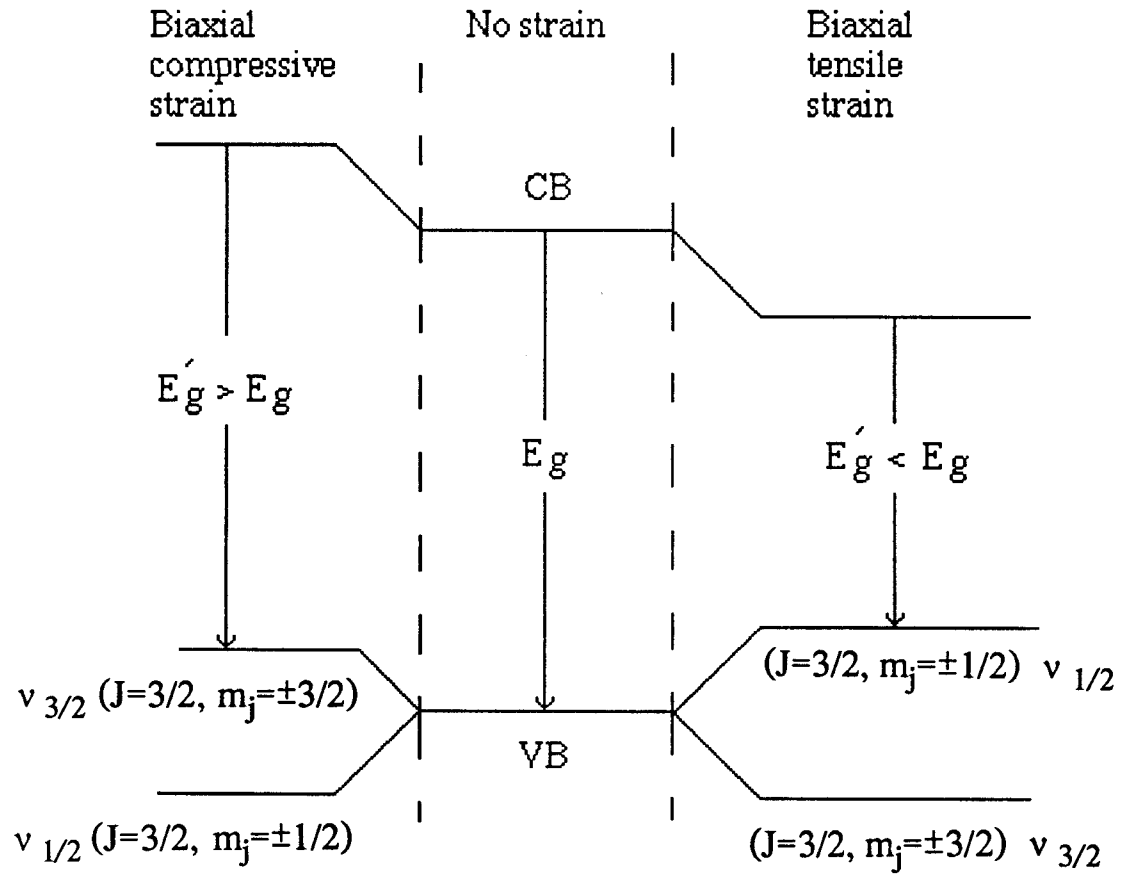 Biaxial
compressive
strain
No strain
Biaxial
tensile
strain
CB
E´g > Eg
Eg
E´g < Eg
ν 3/2 (J=3/2, mj=±3/2)
(J=3/2, mj=±1/2) ν 1/2
VB
ν 1/2 (J=3/2, mj=±1/2)
(J=3/2, mj=±3/2) ν 3/2